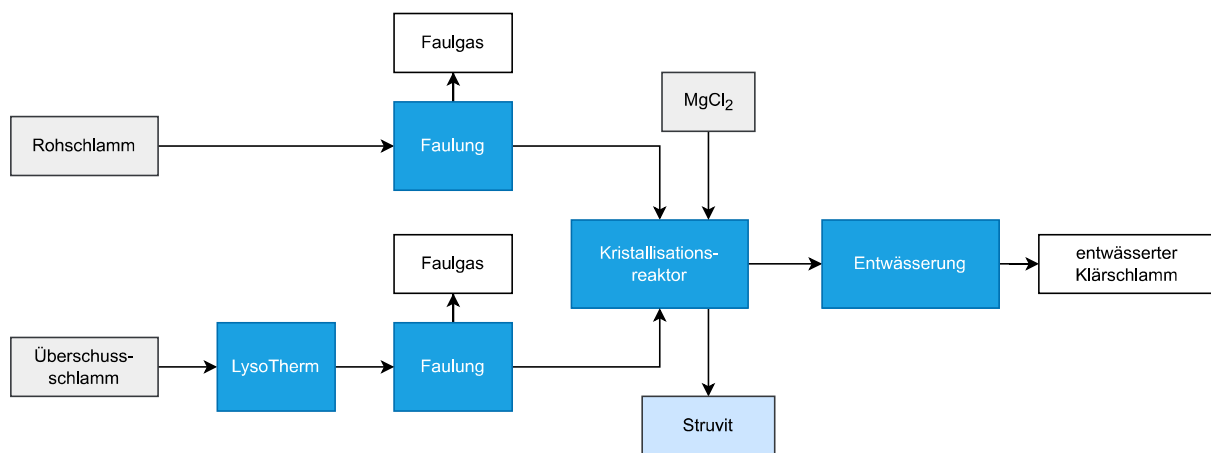 Faulgas
MgCl₂
Rohschlamm
Faulung
Faulgas
Kristallisations-
reaktor
Entwässerung
entwässerter
Klärschlamm
Überschuss-
schlamm
LysoTherm
Faulung
Struvit